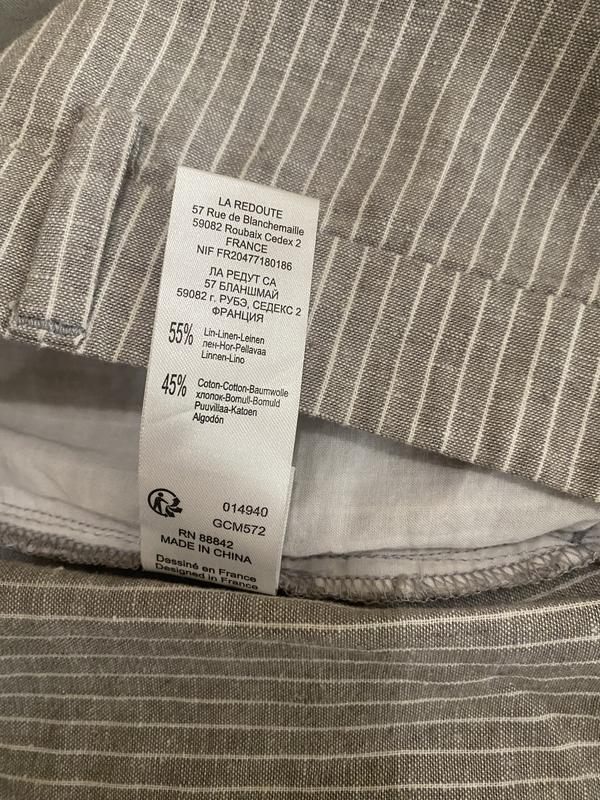 LA REDOUTE
57 Rue de Blanchemaille
59082 Roubaix Cedex 2
FRANCE
NIF FR20477180186
ЛА РЕДУТ СА
57 БЛАНШМАЙ
59082 г. РУБЭ, СЕДЕКС 2
ФРАНЦИЯ
55% Lin-Linen-Leinen
лен-Hor-Pellavaa
Linnen-Lino
45% Coton-Cotton-Baumwolle
хлопок-Bomull-Bomuld
Puuvillaa-Katoen
Algodón
014940
GCM572
RN 88842
MADE IN CHINA
Dessiné en France
Designed in France